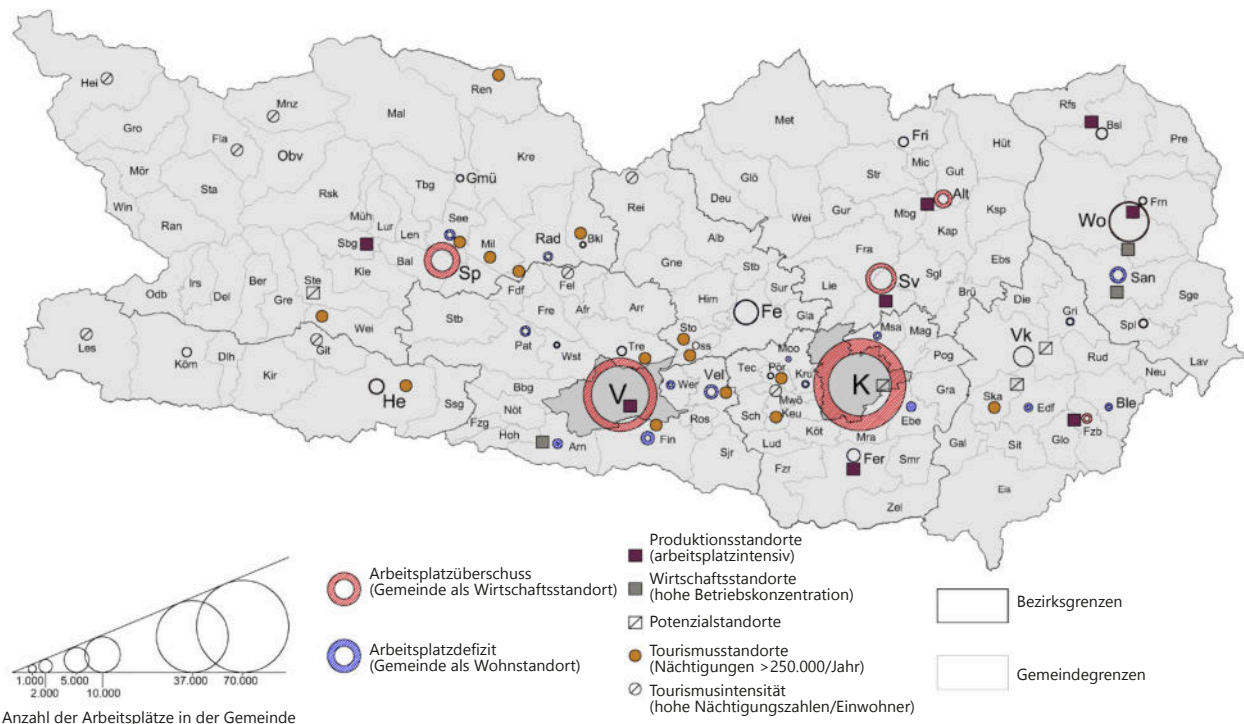 Hei
Mnz
Ren
Rfs
Bsl
Met
Fri
Gro
Fla
Mal
Mic
Hüt
Pre
Obv
Kre
Mör
Sta
Tbg
Gmü
Rei
Glö
Str
Gut
Deu
Alt
Win
Ran
Rsk
Wei
Gur
Mbg
Ksp
Frn
Wo
Müh
Lur
See
Alb
Kap
Sbg
Len
Rad
Bkl
Mil
Fra
Bal
Sp
Gne
Stb
Ebs
Kle
Fdf
Fel
Sur
Lie
Sv
Sgl
San
Odb
Irs
Del
Ber
Gre
Ste
Brü
Die
Sge
Stb
Fre
Afr
Arr
Him
Fe
Gla
Wei
Msa
Mag
Vk
Gri
Spl
Les
Köm
Dlh
Git
Pat
Wst
Tre
Sto
Oss
Moo
Pog
Rud
Lav
Kir
He
Bbg
V
Wer
Vel
Tec
Pör
Kru
K
Gra
Neu
Ssg
Nöt
Mwö
Ska
Edf
Ble
Fzg
Hoh
Arn
Fin
Ros
Sch
Keu
Köt
Mra
Ebe
Glo
Fzb
Sjr
Lud
Fzr
Fer
Smr
Gal
Sit
Zel
Eis
1.000
2.000
5.000
10.000
37.000
70.000
Anzahl der Arbeitsplätze in der Gemeinde
Arbeitsplatzüberschuss
(Gemeinde als Wirtschaftsstandort)
Arbeitsplatzdefizit
(Gemeinde als Wohnstandort)
Produktionsstandorte
(arbeitsplatzintensiv)
Wirtschaftsstandorte
(hohe Betriebskonzentration)
Potenzialstandorte
Tourismusstandorte
(Nächtigungen >250.000/Jahr)
Tourismusintensität
(hohe Nächtigungszahlen/Einwohner)
Bezirksgrenzen
Gemeindegrenzen